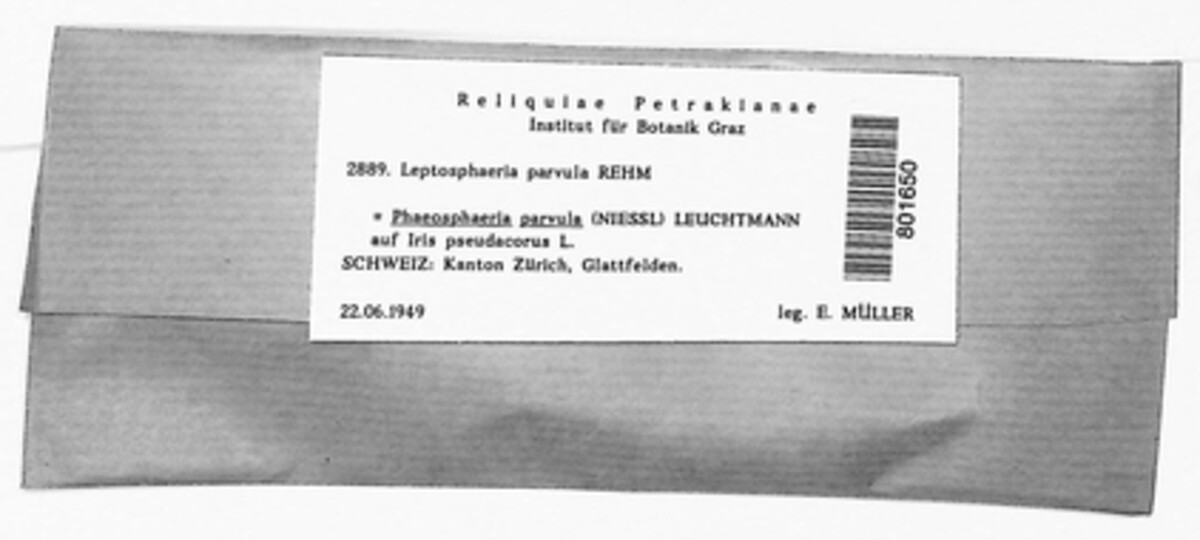 Reliquiae Petrakianae
Institut für Botanik Graz
2889. Leptosphaeria parvula REHM
= Phaeosphaeria parvula (NIESSL) LEUCHTMANN
auf Iris pseudacorus L.
SCHWEIZ: Kanton Zürich, Glattfelden.
22.06.1949 leg. E. MÜLLER
801650